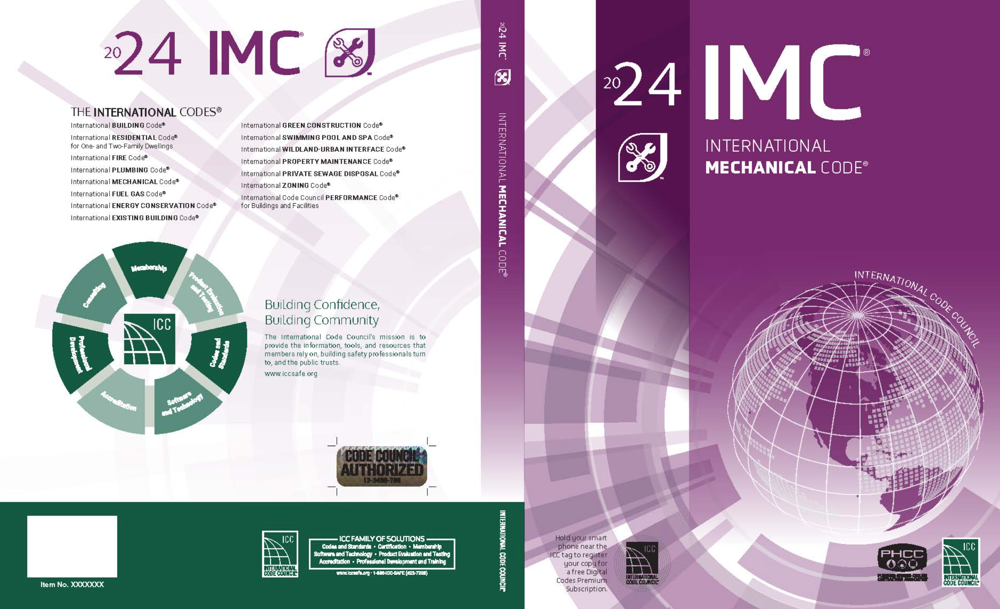 2024 IMC®
THE INTERNATIONAL CODES®
International BUILDING Code®
International RESIDENTIAL Code®
for One- and Two-Family Dwellings
International FIRE Code®
International PLUMBING Code®
International MECHANICAL Code®
International FUEL GAS Code®
International ENERGY CONSERVATION Code®
International EXISTING BUILDING Code®
International GREEN CONSTRUCTION Code®
International SWIMMING POOL AND SPA Code®
International WILDLAND-URBAN INTERFACE Code®
International PROPERTY MAINTENANCE Code®
International PRIVATE SEWAGE DISPOSAL Code®
International ZONING Code®
International Code Council PERFORMANCE Code®
for Buildings and Facilities
Membership
Product Evaluation
and Testing
Codes and
Standards
Software
and Technology
Accreditation
Professional
Development
Consulting
ICC
Building Confidence,
Building Community
The International Code Council's mission is to
provide the information, tools, and resources that
members rely on, building safety professionals turn
to, and the public trusts.
www.iccsafe.org
CODE COUNCIL
AUTHORIZED
Item No. XXXXXXX
ICC
INTERNATIONAL
CODE COUNCIL®
ICC FAMILY OF SOLUTIONS
Codes and Standards • Certification • Membership
Software and Technology • Product Evaluation and Testing
Accreditation • Professional Development and Training
www.iccsafe.org • 1-888-ICC-SAFE (422-7233)
2024 IMC®
INTERNATIONAL MECHANICAL CODE®
INTERNATIONAL CODE COUNCIL®
2024
IMC®
INTERNATIONAL
MECHANICAL CODE®
™
INTERNATIONAL CODE COUNCIL
Hold your smart
phone near the
ICC tag to register
your copy for
a free Digital
Codes Premium
Subscription.
ICC
INTERNATIONAL
CODE COUNCIL®
PHCC
ICC
INTERNATIONAL
CODE COUNCIL®